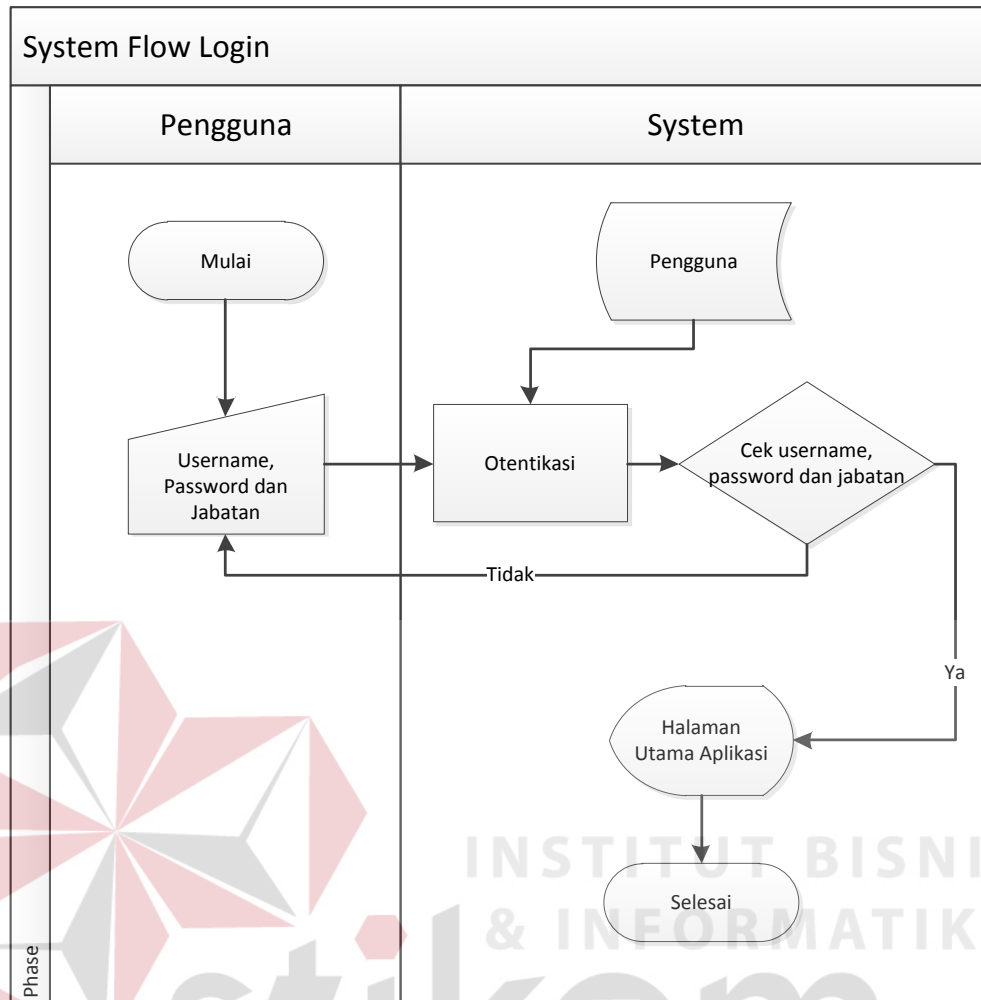 System Flow Login
Pengguna
System
Mulai
Pengguna
Username,
Password dan
Jabatan
Otentikasi
Cek username,
password dan jabatan
Tidak
Ya
Halaman
Utama Aplikasi
Selesai
Phase
INSTITUT BISNI
& INFORMATIK
stikom